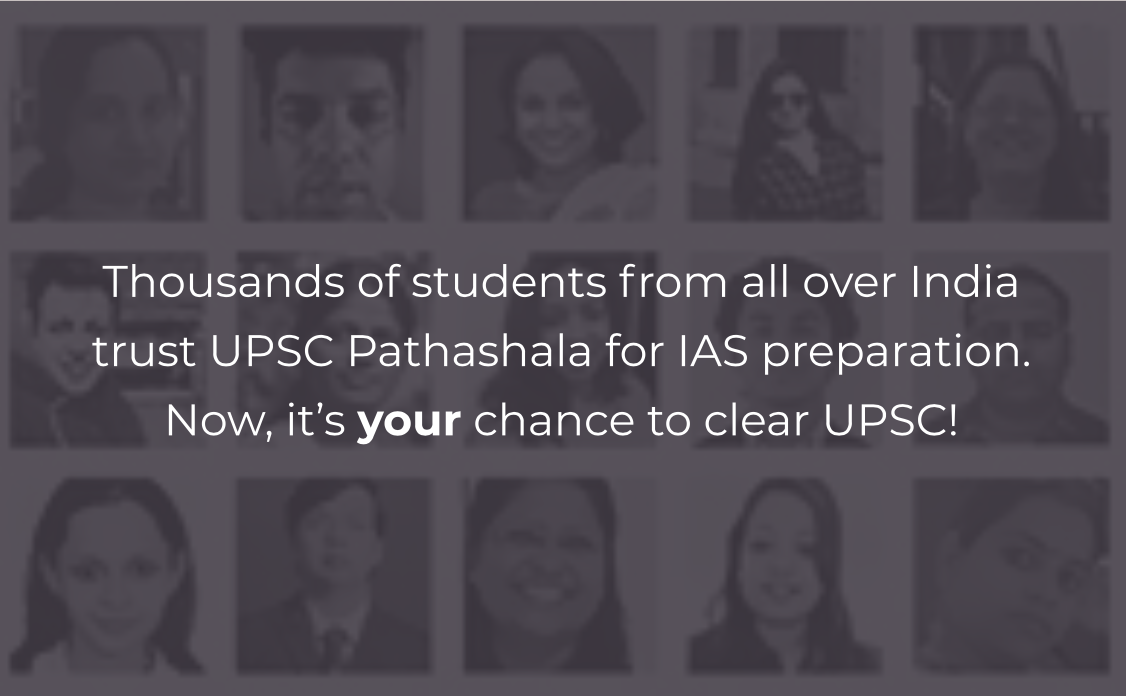 Thousands of students from all over India
trust UPSC Pathashala for IAS preparation.
Now, it’s your chance to clear UPSC!